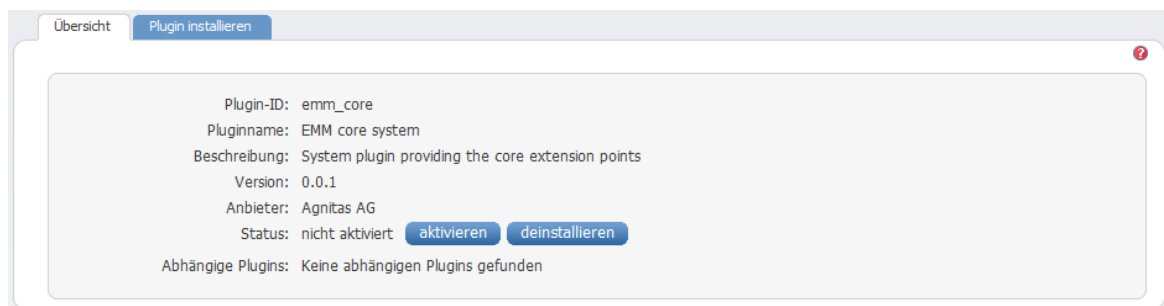 Übersicht Plugin installieren
?
Plugin-ID: emm_core
Pluginname: EMM core system
Beschreibung: System plugin providing the core extension points
Version: 0.0.1
Anbieter: Agnitas AG
Status: nicht aktiviert aktivieren deinstallieren
Abhängige Plugins: Keine abhängigen Plugins gefunden